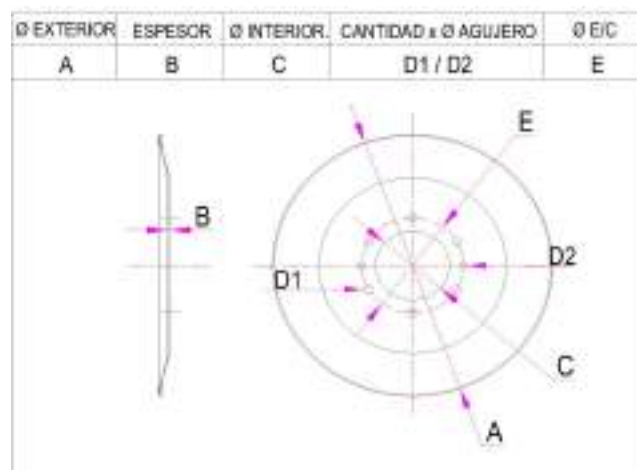 Ø EXTERIOR ESPESOR Ø INTERIOR. CANTIDAD x Ø AGUJERO Ø E/C
A B C D1 / D2 E
E
B
D2
D1
C
A